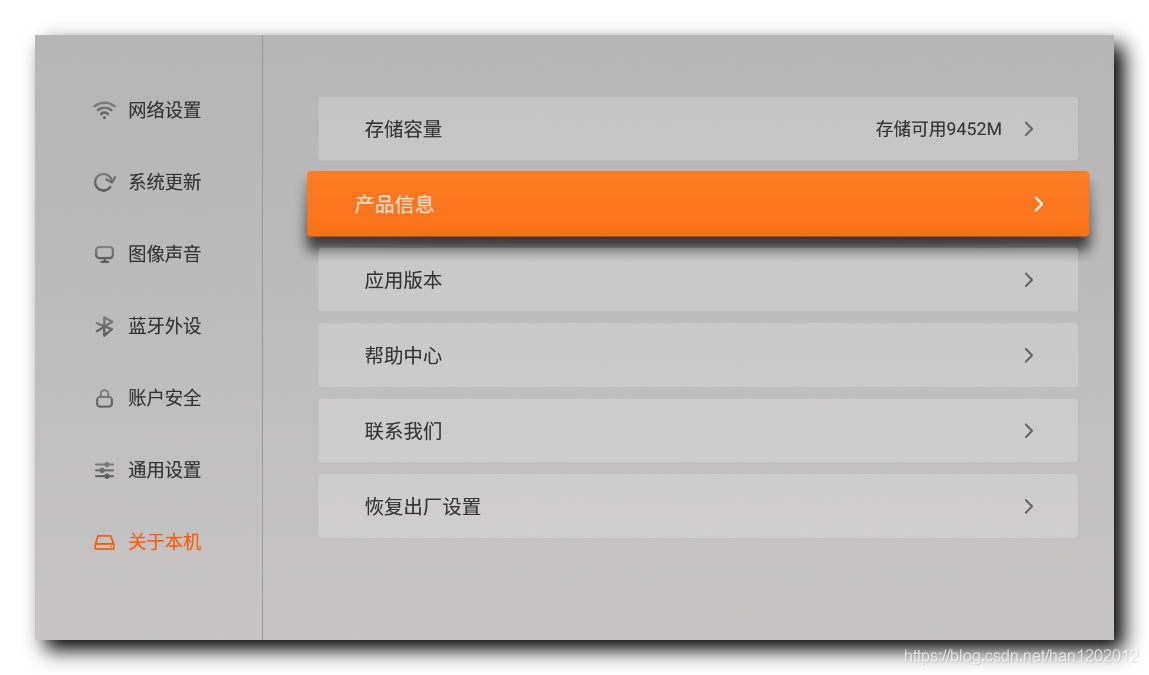 网络设置
系统更新
图像声音
蓝牙外设
账户安全
通用设置
关于本机
存储容量 存储可用9452M
产品信息
应用版本
帮助中心
联系我们
恢复出厂设置
https://blog.csdn.net/han1202012